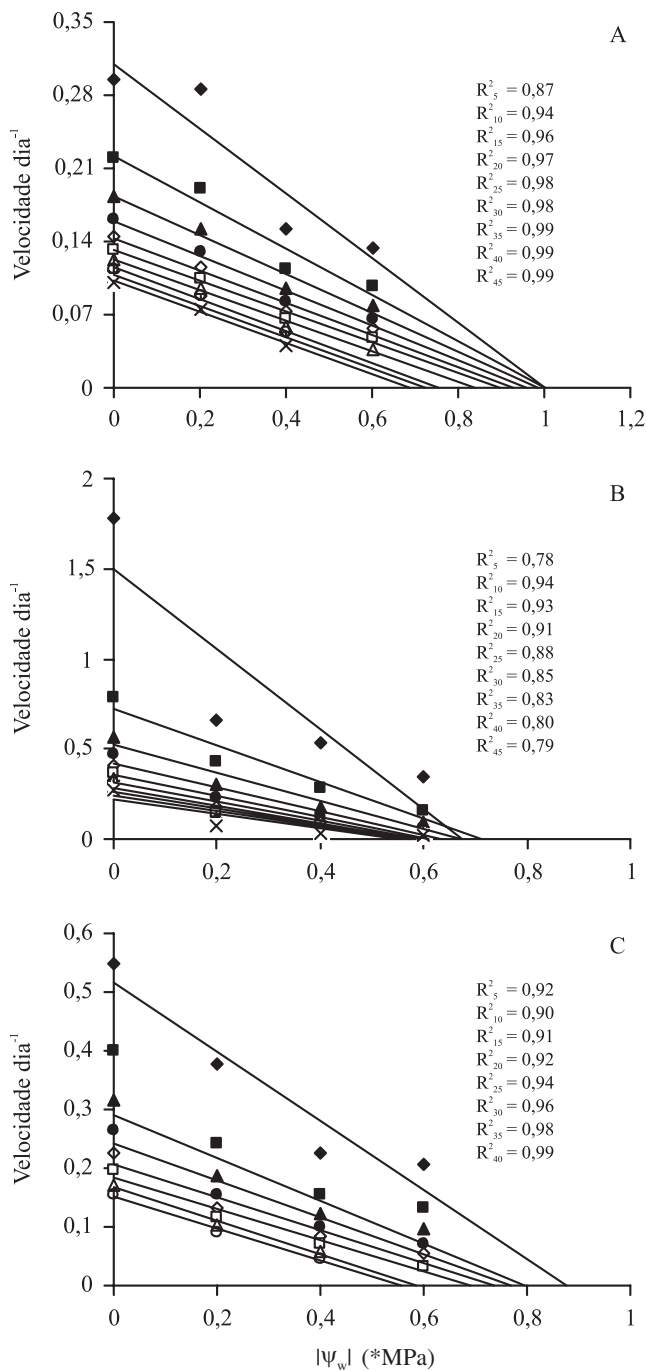 A
0,35
0,28
0,21
0,14
0,07
0
Velocidade dia⁻¹
R²₅ = 0,87
R²₁₀ = 0,94
R²₁₅ = 0,96
R²₂₀ = 0,97
R²₂₅ = 0,98
R²₃₀ = 0,98
R²₃₅ = 0,99
R²₄₀ = 0,99
R²₄₅ = 0,99
0 0,2 0,4 0,6 0,8 1 1,2
B
2
1,5
1
0,5
0
Velocidade dia⁻¹
R²₅ = 0,78
R²₁₀ = 0,94
R²₁₅ = 0,93
R²₂₀ = 0,91
R²₂₅ = 0,88
R²₃₀ = 0,85
R²₃₅ = 0,83
R²₄₀ = 0,80
R²₄₅ = 0,79
0 0,2 0,4 0,6 0,8 1
C
0,6
0,5
0,4
0,3
0,2
0,1
0
Velocidade dia⁻¹
R²₅ = 0,92
R²₁₀ = 0,90
R²₁₅ = 0,91
R²₂₀ = 0,92
R²₂₅ = 0,94
R²₃₀ = 0,96
R²₃₅ = 0,98
R²₄₀ = 0,99
0 0,2 0,4 0,6 0,8 1
|ψw| (*MPa)